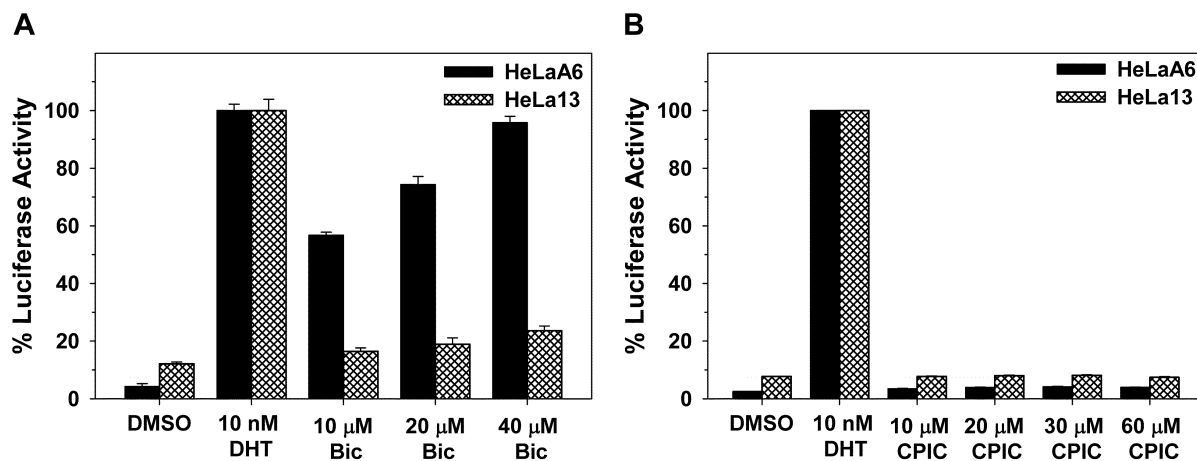 A
% Luciferase Activity
100
80
60
40
20
0
HeLaA6
HeLa13
DMSO
10 nM
DHT
10 μM
Bic
20 μM
Bic
40 μM
Bic
B
% Luciferase Activity
100
80
60
40
20
0
HeLaA6
HeLa13
DMSO
10 nM
DHT
10 μM
CPIC
20 μM
CPIC
30 μM
CPIC
60 μM
CPIC